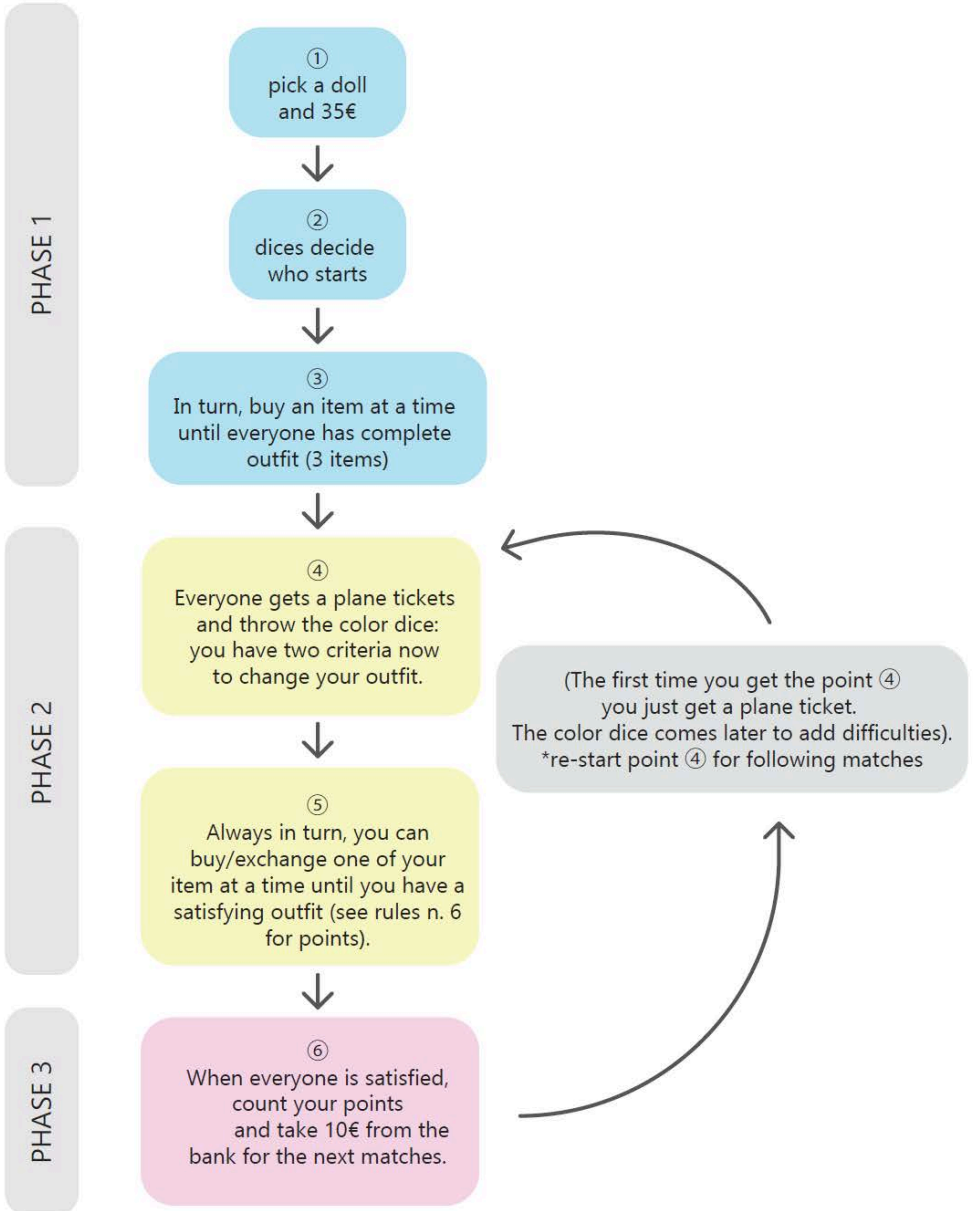 PHASE 1
①
pick a doll
and 35€
②
dices decide
who starts
③
In turn, buy an item at a time
until everyone has complete
outfit (3 items)
PHASE 2
④
Everyone gets a plane tickets
and throw the color dice:
you have two criteria now
to change your outfit.
(The first time you get the point ④
you just get a plane ticket.
The color dice comes later to add difficulties).
*re-start point ④ for following matches
⑤
Always in turn, you can
buy/exchange one of your
item at a time until you have a
satisfying outfit (see rules n. 6
for points).
PHASE 3
⑥
When everyone is satisfied,
count your points
and take 10€ from the
bank for the next matches.